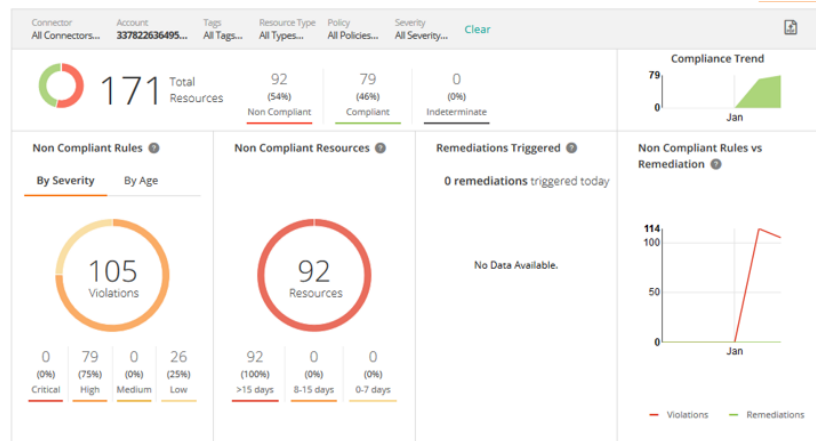 Connector Account Tags Resource Type Policy Severity
All Connectors... 337822636495... All Tags... All Types... All Policies... All Severity... Clear
171 Total Resources
92 (54%) Non Compliant
79 (46%) Compliant
0 (0%) Indeterminate
Compliance Trend
79
0
Jan
Non Compliant Rules ?
By Severity By Age
105
Violations
0 79 0 26
(0%) (75%) (0%) (25%)
Critical High Medium Low
Non Compliant Resources ?
92
Resources
92 0 0
(100%) (0%) (0%)
>15 days 8-15 days 0-7 days
Remediations Triggered ?
0 remediations triggered today
No Data Available.
Non Compliant Rules vs
Remediation ?
114
100
50
0
Jan
Violations Remediations